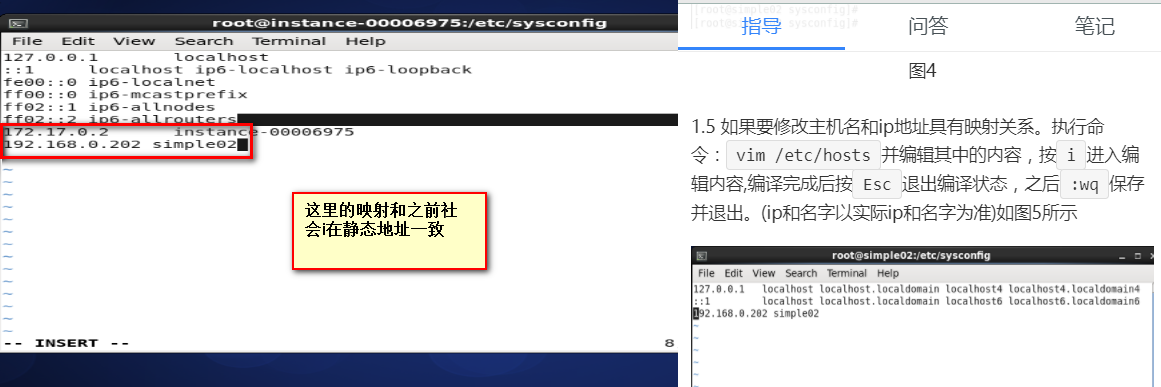 root@instance-00006975:/etc/sysconfig
File Edit View Search Terminal Help
127.0.0.1 localhost
::1 localhost ip6-localhost ip6-loopback
fe00::0 ip6-localnet
ff00::0 ip6-mcastprefix
ff02::1 ip6-allnodes
ff02::2 ip6-allrouters
172.17.0.2 instance-00006975
192.168.0.202 simple02
~
~
~
~
~
~
~
~
~
~
~
~
~
~
这里的映射和之前社
会i在静态地址一致
-- INSERT --
8
[root@simple02 sysconfig]#
[root@simple02 sysconfig]#
指导 问答 笔记
图4
1.5 如果要修改主机名和ip地址具有映射关系。执行命
令： vim /etc/hosts 并编辑其中的内容，按 i 进入编
辑内容,编译完成后按 Esc 退出编译状态，之后 :wq 保存
并退出。(ip和名字以实际ip和名字为准)如图5所示
root@simple02:/etc/sysconfig
File Edit View Search Terminal Help
127.0.0.1 localhost localhost.localdomain localhost4 localhost4.localdomain4
::1 localhost localhost.localdomain localhost6 localhost6.localdomain6
192.168.0.202 simple02
~
~
~
~
~